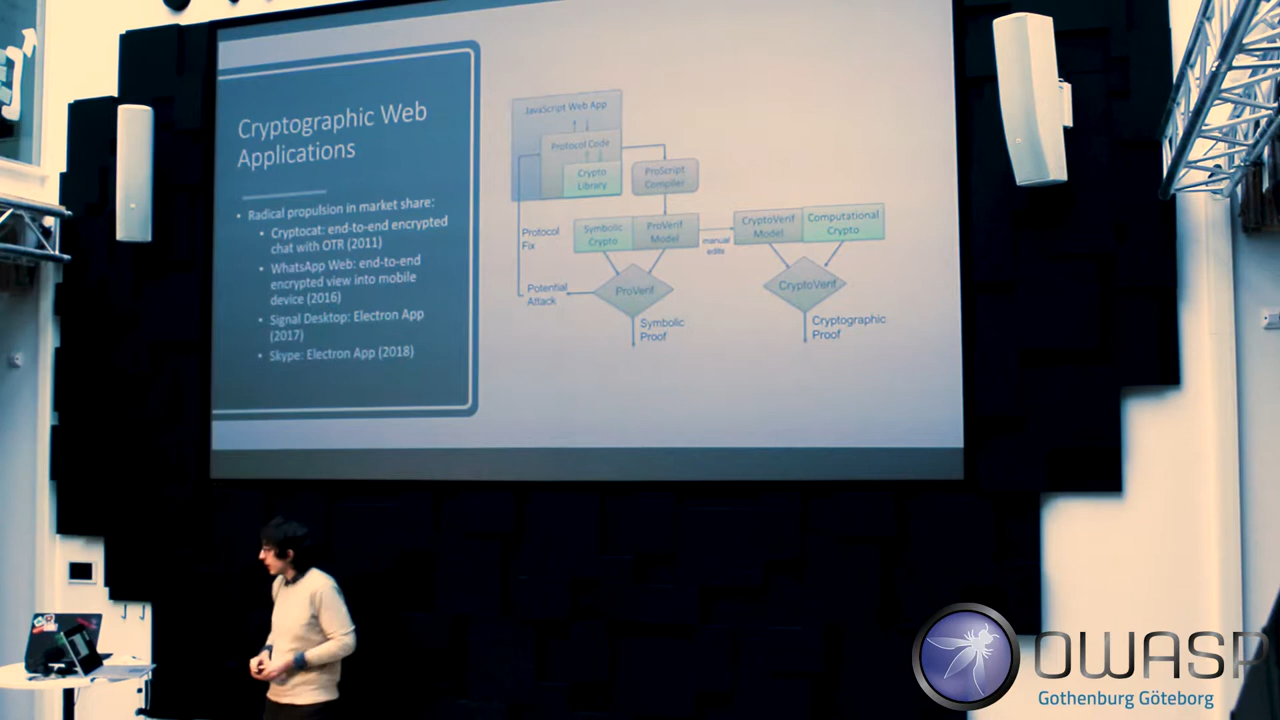 Cryptographic Web
Applications
• Radical propulsion in market share:
• Cryptocat: end-to-end encrypted
chat with OTR (2011)
• WhatsApp Web: end-to-end
encrypted view into mobile
device (2016)
• Signal Desktop: Electron App
(2017)
• Skype: Electron App (2018)
JavaScript Web App
Protocol Code
Crypto
Library
ProScript
Compiler
Protocol
Fix
Symbolic
Crypto
ProVerif
Model
manual
edits
CryptoVerif
Model
Computational
Crypto
Potential
Attack
ProVerif
CryptoVerif
Symbolic
Proof
Cryptographic
Proof
OWASP
Gothenburg Göteborg